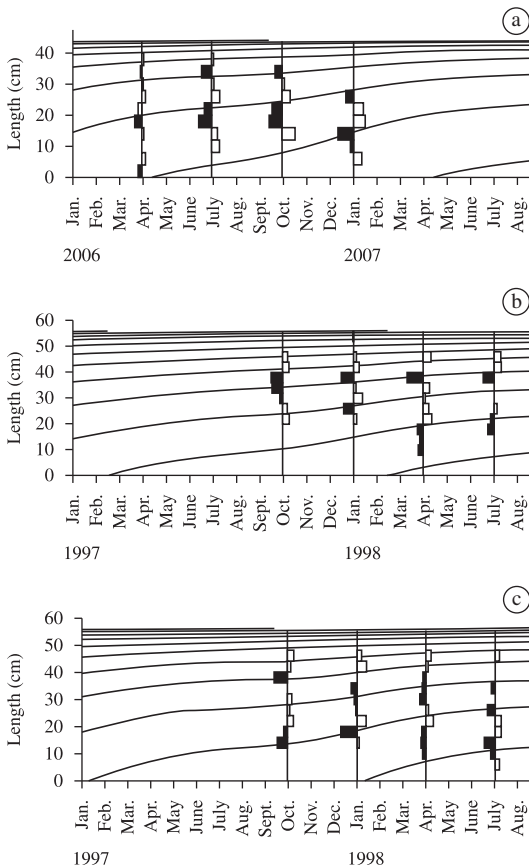 a
40
30
20
10
0
Length (cm)
Jan. Feb. Mar. Apr. May June July Aug. Sept. Oct. Nov. Dec. Jan. Feb. Mar. Apr. May June July Aug.
2006 2007
b
60
50
40
30
20
10
0
Length (cm)
Jan. Feb. Mar. Apr. May June July Aug. Sept. Oct. Nov. Dec. Jan. Feb. Mar. Apr. May June July Aug.
1997 1998
c
60
50
40
30
20
10
0
Length (cm)
Jan. Feb. Mar. Apr. May June July Aug. Sept. Oct. Nov. Dec. Jan. Feb. Mar. Apr. May June July Aug.
1997 1998